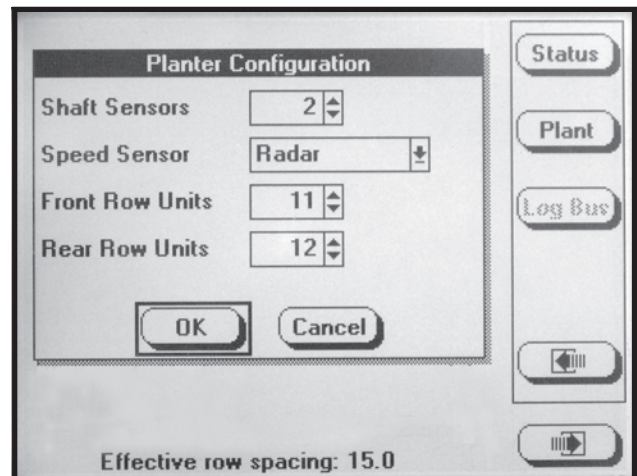 Planter Configuration
Shaft Sensors 2
Speed Sensor Radar
Front Row Units 11
Rear Row Units 12
OK Cancel
Effective row spacing: 15.0
Status
Plant
Log Bus